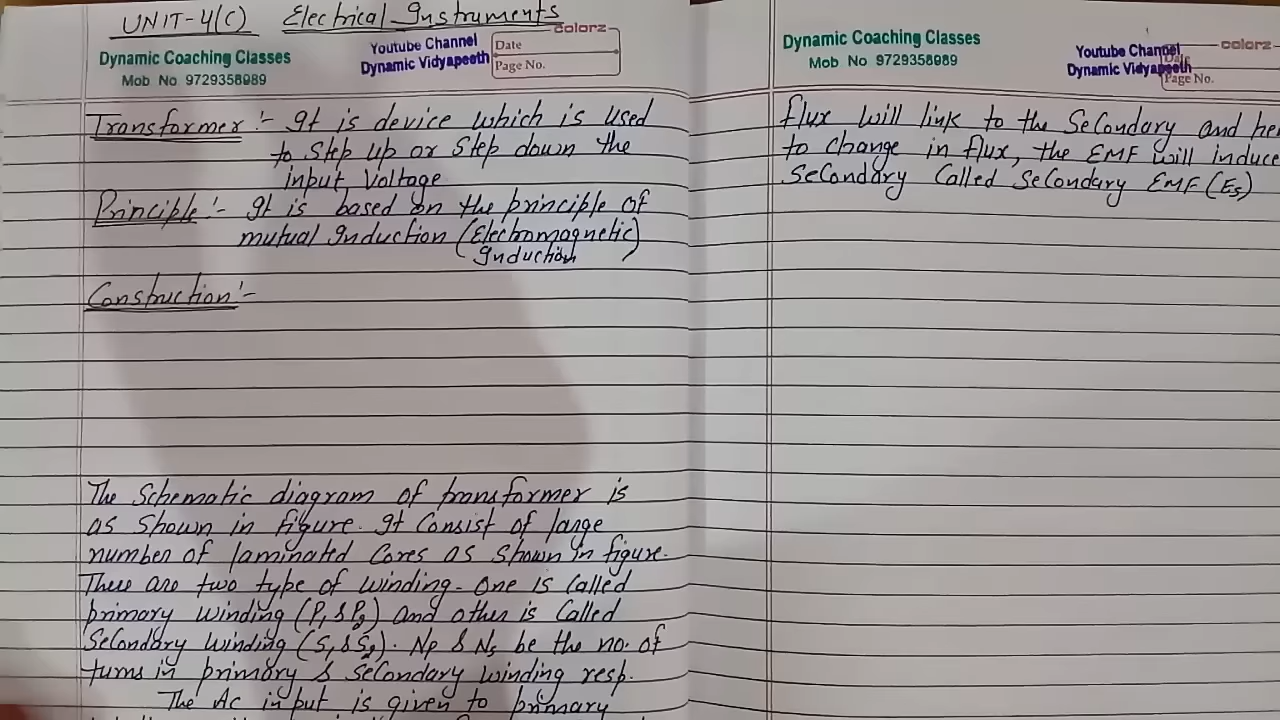 UNIT-4(C) Electrical Instruments
Dynamic Coaching Classes
Mob No 9729358989
Youtube Channel
Dynamic Vidyapeeth
colorz
Date
Page No.
Transformer :- It is device which is used
to Step up or Step down the
input Voltage
Principle :- It is based on the principle of
mutual Induction (Electromagnetic)
Induction
Construction :-
The Schematic diagram of transformer is
as shown in figure. It Consist of large
number of laminated Cores as shown in figure.
There are two type of winding. One is Called
primary winding (P1 & P2) and other is Called
Secondary winding (S1 & S2). Np & Ns be the no. of
turns in primary & Secondary winding resp.
The Ac input is given to primary
Dynamic Coaching Classes
Mob No 9729358989
Youtube Channel
Dynamic Vidyapeeth
colorz
Date
Page No.
flux will link to the Secondary and
to change in flux, the EMF will induce
Secondary Called Secondary EMF (Es)